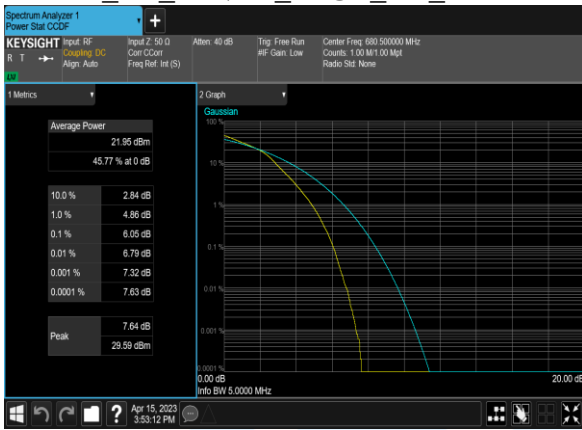 Spectrum Analyzer 1
Power Stat CCDF
+
KEYSIGHT
R T
LV
Input: RF
Coupling: DC
Align: Auto
Input Z: 50 Ω
Corr CCorr
Freq Ref: Int (S)
Atten: 40 dB
Trig: Free Run
#IF Gain: Low
Center Freq: 680.500000 MHz
Counts: 1.00 M/1.00 Mpt
Radio Std: None
1 Metrics
Average Power
21.95 dBm
45.77 % at 0 dB
10.0 % 2.84 dB
1.0 % 4.86 dB
0.1 % 6.05 dB
0.01 % 6.79 dB
0.001 % 7.32 dB
0.0001 % 7.63 dB
Peak
7.64 dB
29.59 dBm
2 Graph
Gaussian
100 %
10 %
1 %
0.1 %
0.01 %
0.001 %
0.0001 %
0.00 dB 20.00 dB
Info BW 5.0000 MHz
? Apr 15, 2023
3:53:12 PM